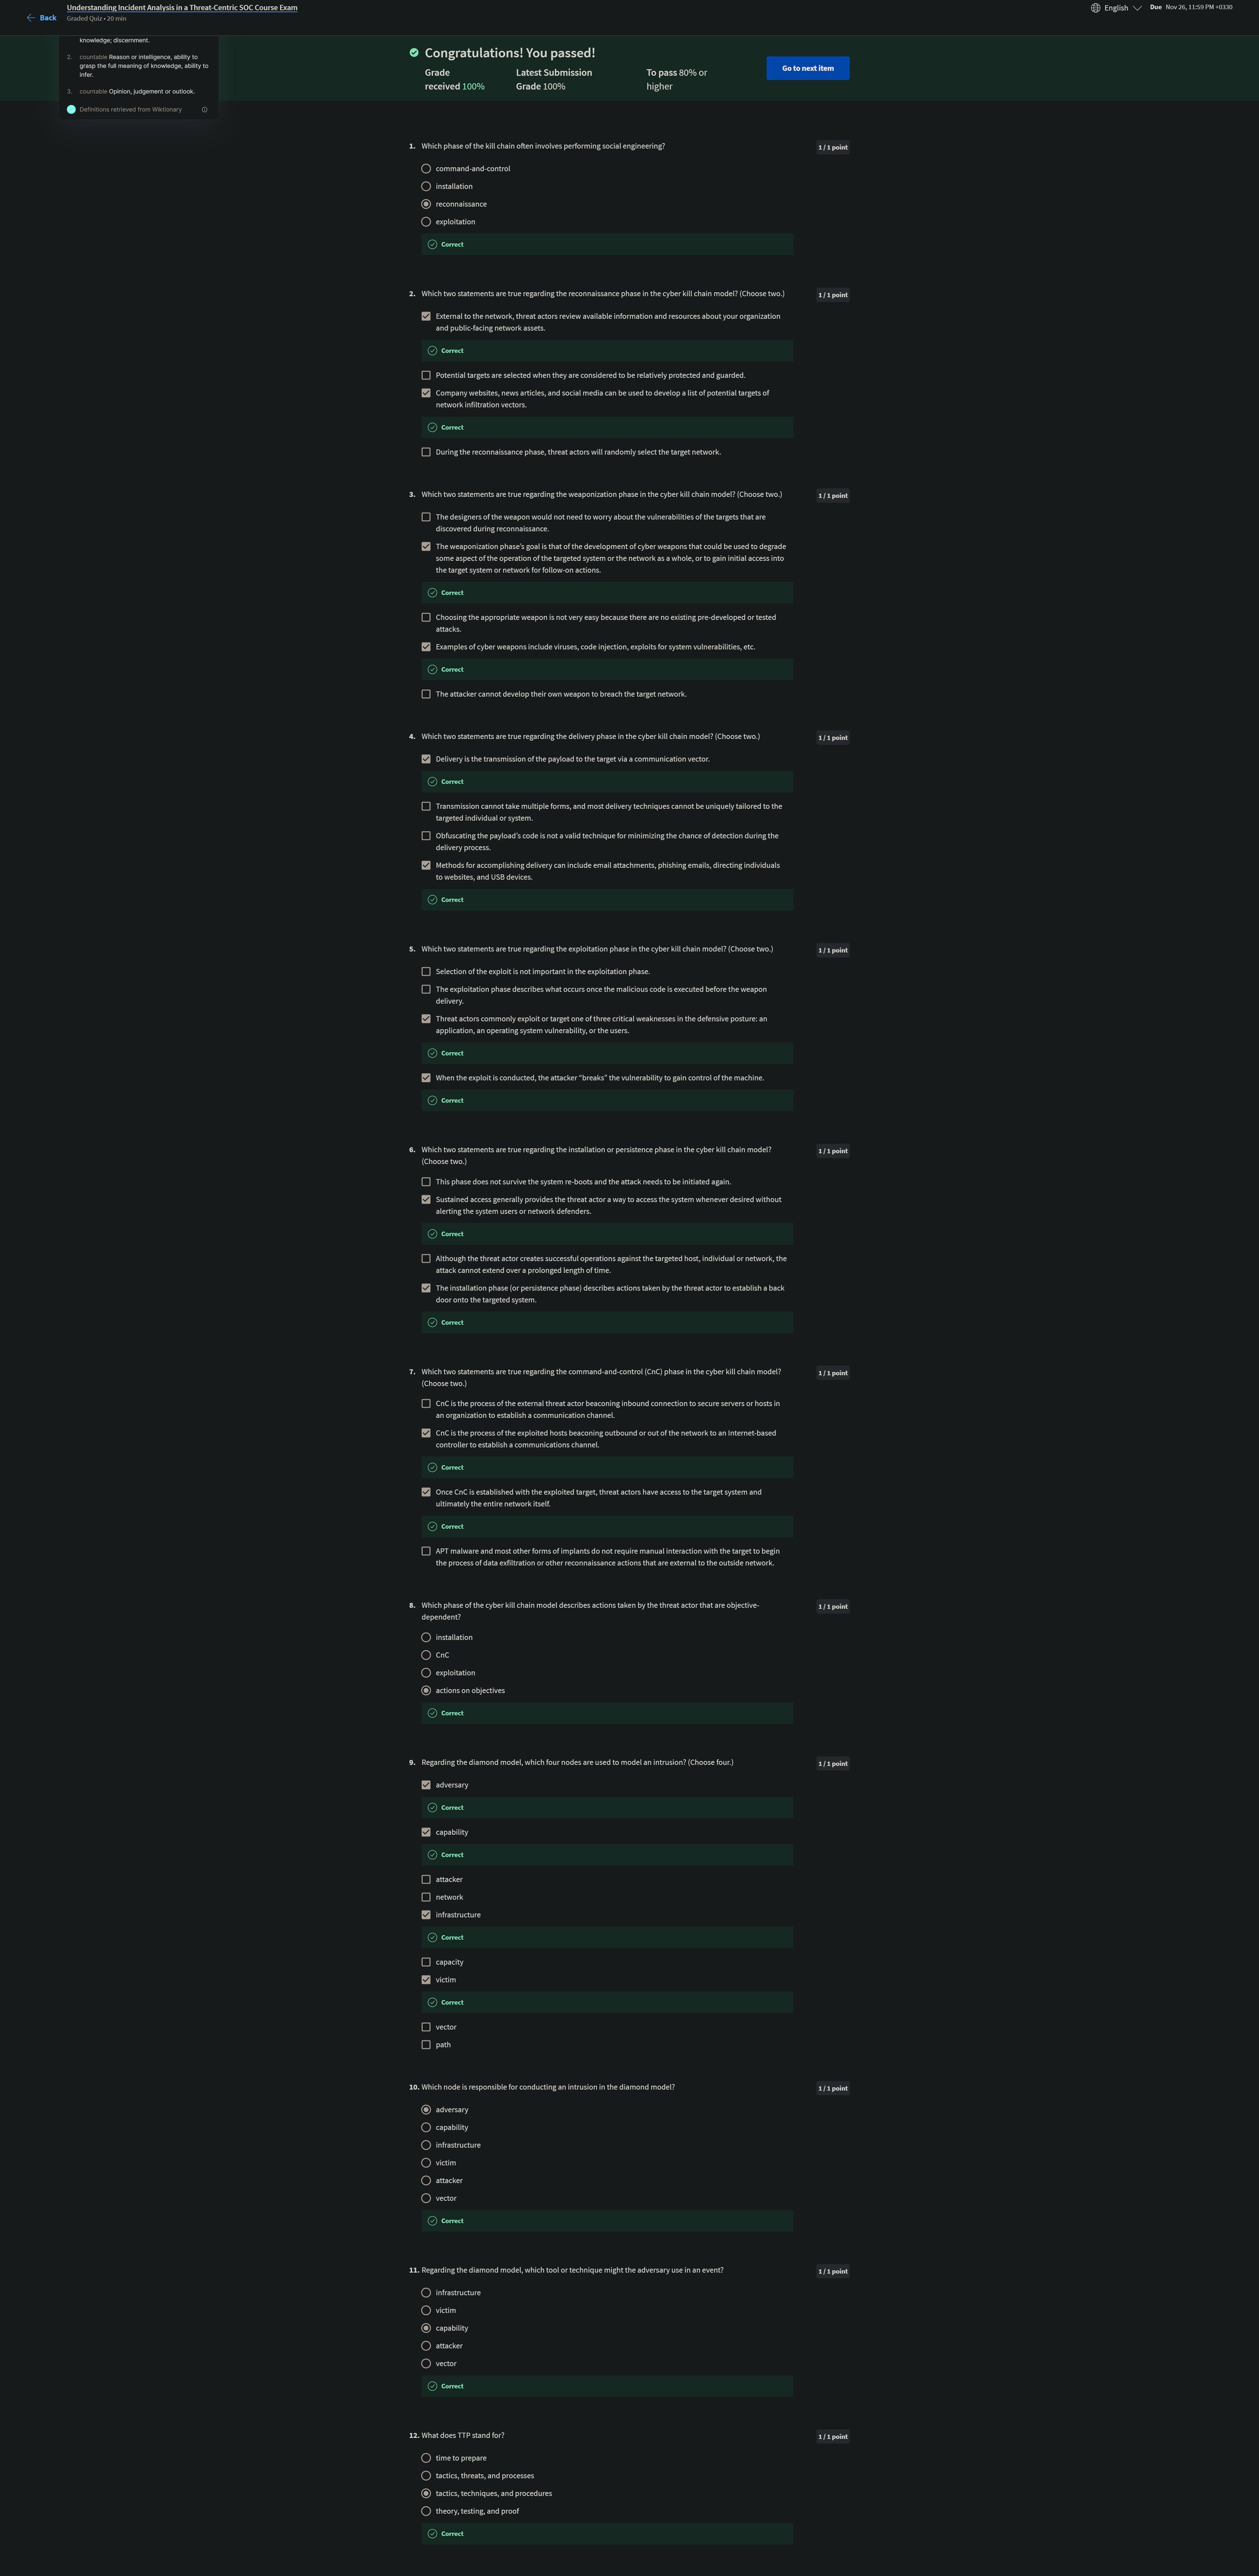 Back
Understanding Incident Analysis in a Threat-Centric SOC Course Exam
Graded Quiz • 20 min
English
Due Nov 26, 11:59 PM +0330
knowledge; discernment.
2. countable Reason or intelligence, ability to
grasp the full meaning of knowledge, ability to
infer.
3. countable Opinion, judgement or outlook.
Definitions retrieved from Wiktionary
Congratulations! You passed!
Grade
received 100%
Latest Submission
Grade 100%
To pass 80% or
higher
Go to next item
1. Which phase of the kill chain often involves performing social engineering?
1 / 1 point
command-and-control
installation
reconnaissance
exploitation
Correct
2. Which two statements are true regarding the reconnaissance phase in the cyber kill chain model? (Choose two.)
1 / 1 point
External to the network, threat actors review available information and resources about your organization
and public-facing network assets.
Correct
Potential targets are selected when they are considered to be relatively protected and guarded.
Company websites, news articles, and social media can be used to develop a list of potential targets of
network infiltration vectors.
Correct
During the reconnaissance phase, threat actors will randomly select the target network.
3. Which two statements are true regarding the weaponization phase in the cyber kill chain model? (Choose two.)
1 / 1 point
The designers of the weapon would not need to worry about the vulnerabilities of the targets that are
discovered during reconnaissance.
The weaponization phase's goal is that of the development of cyber weapons that could be used to degrade
some aspect of the operation of the targeted system or the network as a whole, or to gain initial access into
the target system or network for follow-on actions.
Correct
Choosing the appropriate weapon is not very easy because there are no existing pre-developed or tested
attacks.
Examples of cyber weapons include viruses, code injection, exploits for system vulnerabilities, etc.
Correct
The attacker cannot develop their own weapon to breach the target network.
4. Which two statements are true regarding the delivery phase in the cyber kill chain model? (Choose two.)
1 / 1 point
Delivery is the transmission of the payload to the target via a communication vector.
Correct
Transmission cannot take multiple forms, and most delivery techniques cannot be uniquely tailored to the
targeted individual or system.
Obfuscating the payload's code is not a valid technique for minimizing the chance of detection during the
delivery process.
Methods for accomplishing delivery can include email attachments, phishing emails, directing individuals
to websites, and USB devices.
Correct
5. Which two statements are true regarding the exploitation phase in the cyber kill chain model? (Choose two.)
1 / 1 point
Selection of the exploit is not important in the exploitation phase.
The exploitation phase describes what occurs once the malicious code is executed before the weapon
delivery.
Threat actors commonly exploit or target one of three critical weaknesses in the defensive posture: an
application, an operating system vulnerability, or the users.
Correct
When the exploit is conducted, the attacker "breaks" the vulnerability to gain control of the machine.
Correct
6. Which two statements are true regarding the installation or persistence phase in the cyber kill chain model?
(Choose two.)
1 / 1 point
This phase does not survive the system re-boots and the attack needs to be initiated again.
Sustained access generally provides the threat actor a way to access the system whenever desired without
alerting the system users or network defenders.
Correct
Although the threat actor creates successful operations against the targeted host, individual or network, the
attack cannot extend over a prolonged length of time.
The installation phase (or persistence phase) describes actions taken by the threat actor to establish a back
door onto the targeted system.
Correct
7. Which two statements are true regarding the command-and-control (CnC) phase in the cyber kill chain model?
(Choose two.)
1 / 1 point
CnC is the process of the external threat actor beaconing inbound connection to secure servers or hosts in
an organization to establish a communication channel.
CnC is the process of the exploited hosts beaconing outbound or out of the network to an Internet-based
controller to establish a communications channel.
Correct
Once CnC is established with the exploited target, threat actors have access to the target system and
ultimately the entire network itself.
Correct
APT malware and most other forms of implants do not require manual interaction with the target to begin
the process of data exfiltration or other reconnaissance actions that are external to the outside network.
8. Which phase of the cyber kill chain model describes actions taken by the threat actor that are objective-
dependent?
1 / 1 point
installation
CnC
exploitation
actions on objectives
Correct
9. Regarding the diamond model, which four nodes are used to model an intrusion? (Choose four.)
1 / 1 point
adversary
Correct
capability
Correct
attacker
network
infrastructure
Correct
capacity
victim
Correct
vector
path
10. Which node is responsible for conducting an intrusion in the diamond model?
1 / 1 point
adversary
capability
infrastructure
victim
attacker
vector
Correct
11. Regarding the diamond model, which tool or technique might the adversary use in an event?
1 / 1 point
infrastructure
victim
capability
attacker
vector
Correct
12. What does TTP stand for?
1 / 1 point
time to prepare
tactics, threats, and processes
tactics, techniques, and procedures
theory, testing, and proof
Correct